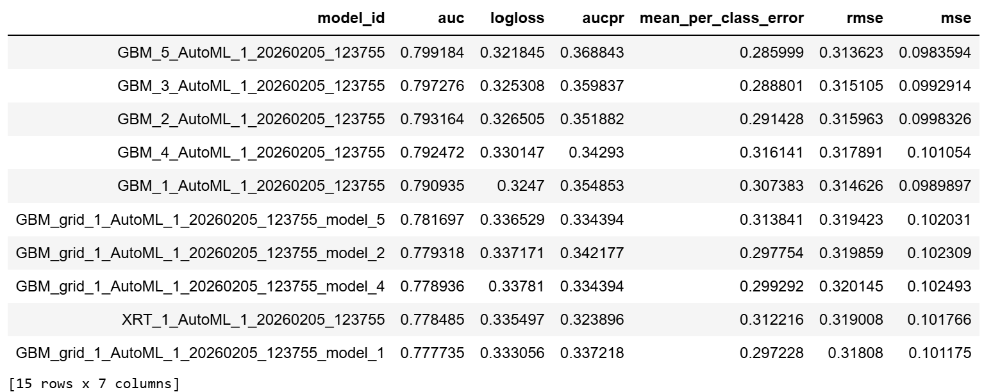 model_id auc logloss aucpr mean_per_class_error rmse mse
GBM_5_AutoML_1_20260205_123755 0.799184 0.321845 0.368843 0.285999 0.313623 0.0983594
GBM_3_AutoML_1_20260205_123755 0.797276 0.325308 0.359837 0.288801 0.315105 0.0992914
GBM_2_AutoML_1_20260205_123755 0.793164 0.326505 0.351882 0.291428 0.315963 0.0998326
GBM_4_AutoML_1_20260205_123755 0.792472 0.330147 0.34293 0.316141 0.317891 0.101054
GBM_1_AutoML_1_20260205_123755 0.790935 0.3247 0.354853 0.307383 0.314626 0.0989897
GBM_grid_1_AutoML_1_20260205_123755_model_5 0.781697 0.336529 0.334394 0.313841 0.319423 0.102031
GBM_grid_1_AutoML_1_20260205_123755_model_2 0.779318 0.337171 0.342177 0.297754 0.319859 0.102309
GBM_grid_1_AutoML_1_20260205_123755_model_4 0.778936 0.33781 0.334394 0.299292 0.320145 0.102493
XRT_1_AutoML_1_20260205_123755 0.778485 0.335497 0.323896 0.312216 0.319008 0.101766
GBM_grid_1_AutoML_1_20260205_123755_model_1 0.777735 0.333056 0.337218 0.297228 0.31808 0.101175
[15 rows x 7 columns]